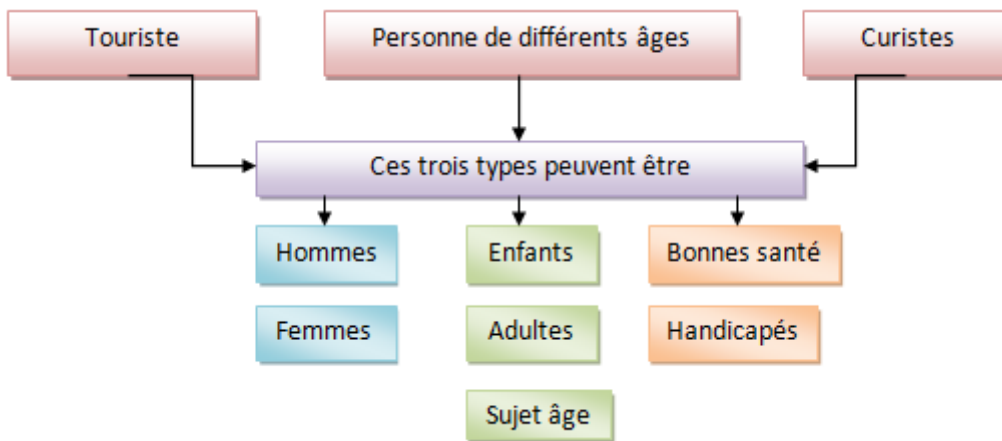 Touriste
Personne de différents âges
Curistes
Ces trois types peuvent être
Hommes
Enfants
Bonnes santé
Femmes
Adultes
Handicapés
Sujet âge